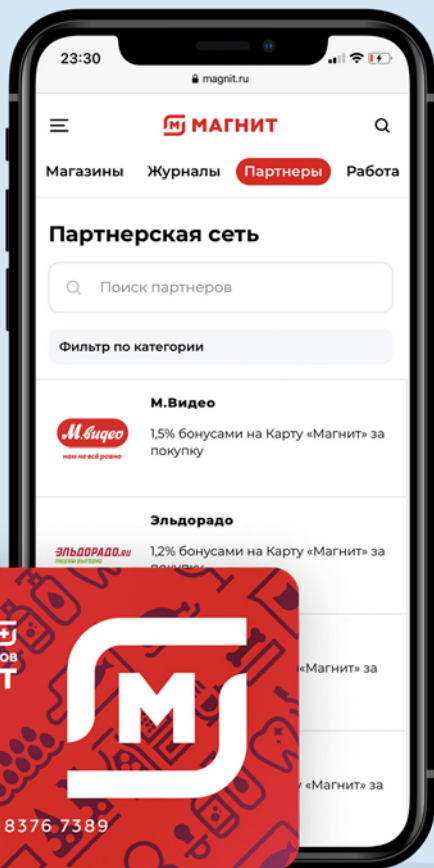 23:30
magnit.ru
МАГНИТ
Магазины Журналы Партнеры Работа
Партнерская сеть
Поиск партнеров
Фильтр по категории
М.Видео
М.видео
нам не всё равно
1,5% бонусами на Карту «Магнит» за
покупку
Эльдорадо
ЭЛЬДОРАДО.RU
1,2% бонусами на Карту «Магнит» за
покупку
«Магнит» за
«Магнит» за
М
8376 7389